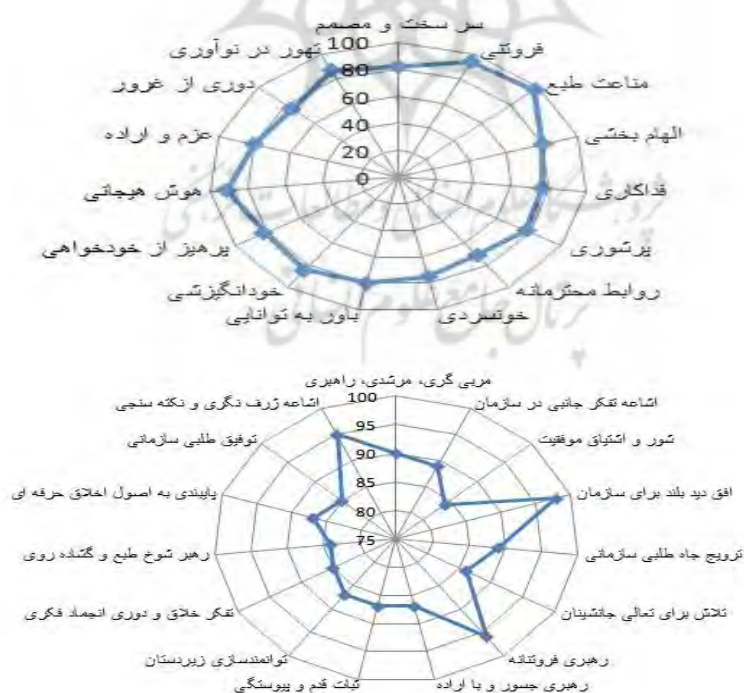 سر سخت و مصمم
فروتنی
مناعت طبع
الهام بخشی
فداکاری
پرشوری
روابط محترمانه
خونسردی
باور به توانایی
خودانگیزشی
پرهیز از خودخواهی
هوش هیجانی
عزم و اراده
دوری از غرور
تهور در نوآوری
100
80
60
40
20
0
مربی گری، مرشدی، راهبری
اشاعه تفکر جانبی در سازمان
شور و اشتیاق موفقیت
افق دید بلند برای سازمان
ترویج جاه طلبی سازمانی
تلاش برای تعالی جانشینان
رهبری فروتنانه
رهبری جسور و با اراده
ثبات قدم و پیوستگی
توانمندسازی زیردستان
تفکر خلاق و دوری انجماد فکری
رهبر شوخ طبع و گشاده روی
پایبندی به اصول اخلاق حرفه ای
توفیق طلبی سازمانی
اشاعه ژرف نگری و نکته سنجی
100
95
90
85
80
75